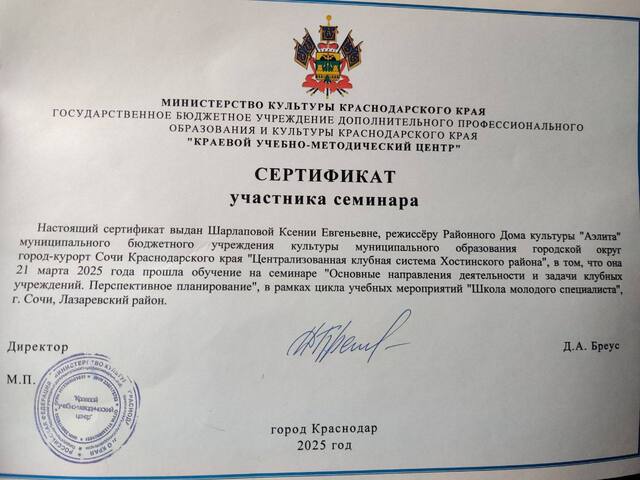 МИНИСТЕРСТВО КУЛЬТУРЫ КРАСНОДАРСКОГО КРАЯ
ГОСУДАРСТВЕННОЕ БЮДЖЕТНОЕ УЧРЕЖДЕНИЕ ДОПОЛНИТЕЛЬНОГО ПРОФЕССИОНАЛЬНОГО
ОБРАЗОВАНИЯ И КУЛЬТУРЫ КРАСНОДАРСКОГО КРАЯ
"КРАЕВОЙ УЧЕБНО-МЕТОДИЧЕСКИЙ ЦЕНТР"
СЕРТИФИКАТ
участника семинара
Настоящий сертификат выдан Шарлаповой Ксении Евгеньевне, режиссёру Районного Дома культуры "Аэлита"
муниципального бюджетного учреждения культуры муниципального образования городской округ
город-курорт Сочи Краснодарского края "Централизованная клубная система Хостинского района", в том, что она
21 марта 2025 года прошла обучение на семинаре "Основные направления деятельности и задачи клубных
учреждений. Перспективное планирование", в рамках цикла учебных мероприятий "Школа молодого специалиста",
г. Сочи, Лазаревский район.
Директор
Д.А. Бреус
М.П.
"Краевой
учебно-методический
центр"
город Краснодар
2025 год